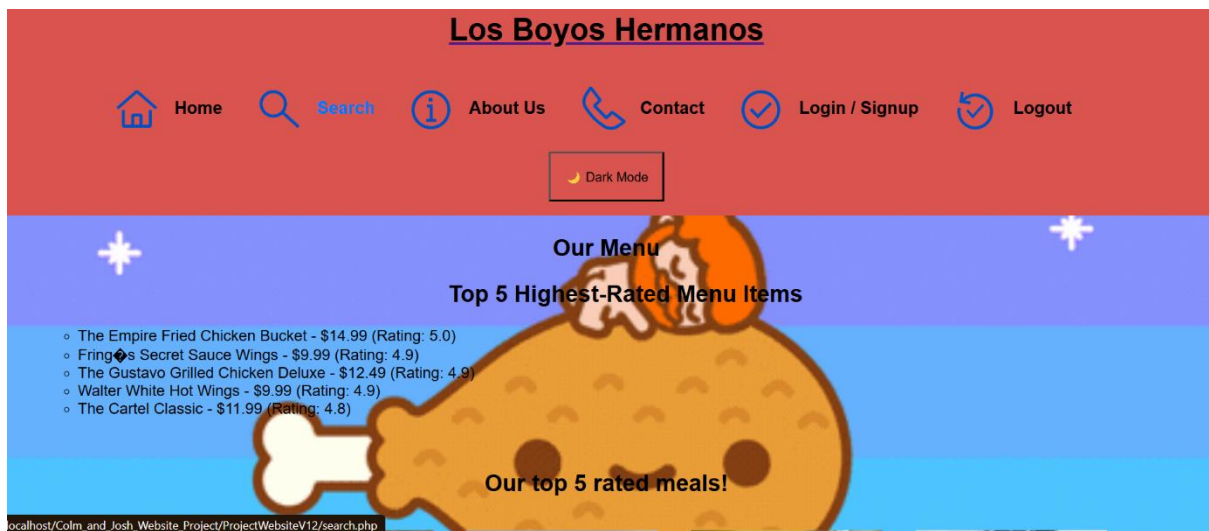 Los Boyos Hermanos
Home Search About Us Contact Login / Signup Logout
🌙 Dark Mode
Our Menu
Top 5 Highest-Rated Menu Items
The Empire Fried Chicken Bucket - $14.99 (Rating: 5.0)
Fring�s Secret Sauce Wings - $9.99 (Rating: 4.9)
The Gustavo Grilled Chicken Deluxe - $12.49 (Rating: 4.9)
Walter White Hot Wings - $9.99 (Rating: 4.9)
The Cartel Classic - $11.99 (Rating: 4.8)
Our top 5 rated meals!
localhost/Colm_and_Josh_Website_Project/ProjectWebsiteV12/search.php